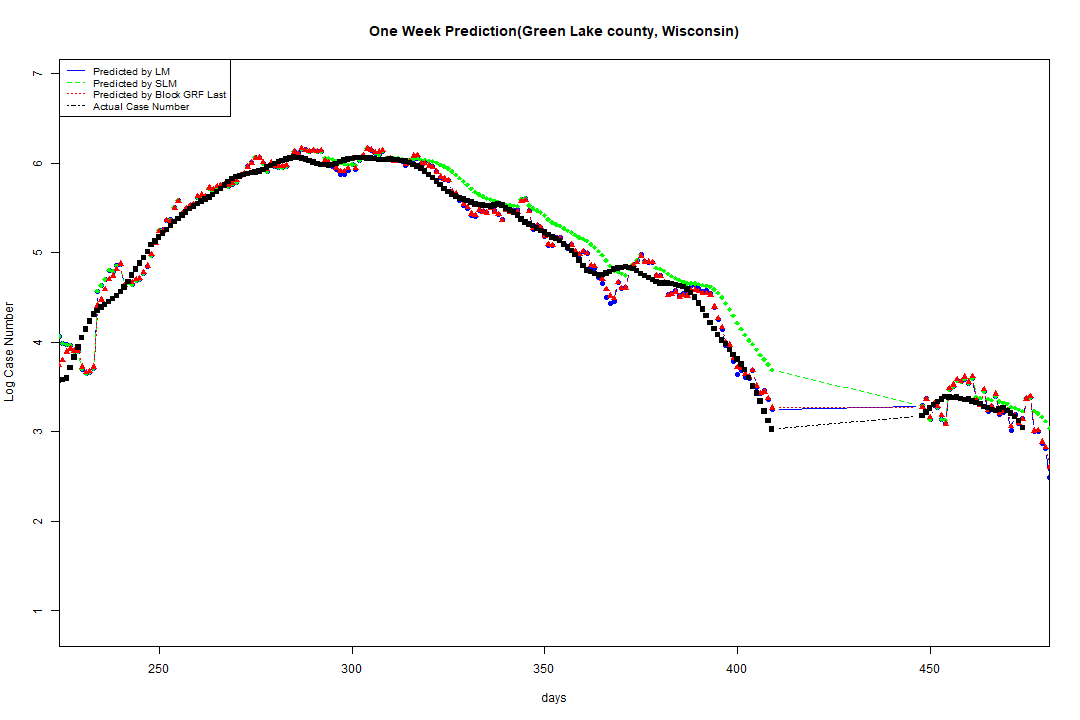 One Week Prediction(Green Lake county, Wisconsin)
Predicted by LM
Predicted by SLM
Predicted by Block GRF Last
Actual Case Number
7
6
5
4
3
2
1
Log Case Number
250 300 350 400 450
days